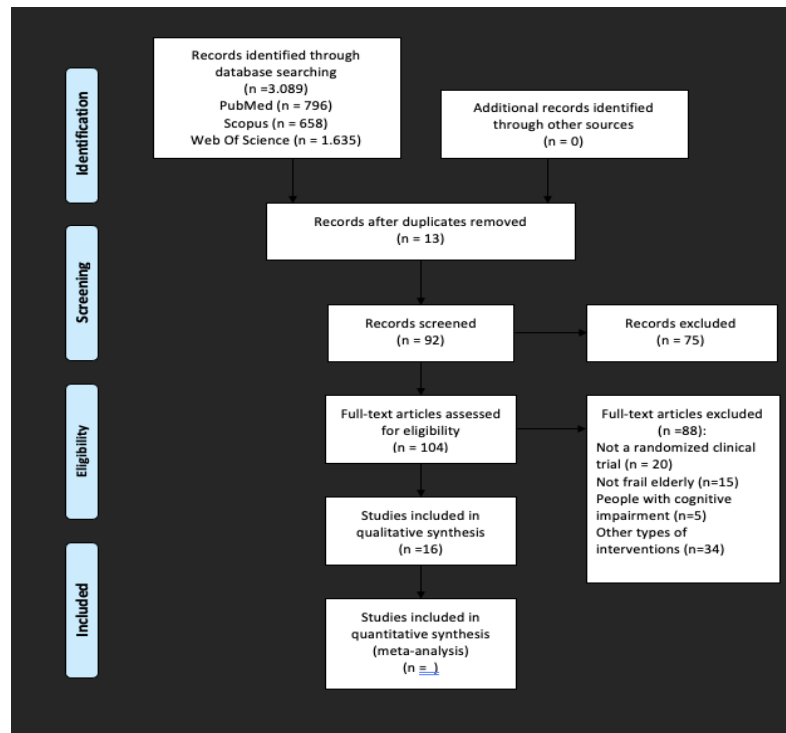 Identification
Records identified through
database searching
(n =3.089)
PubMed (n = 796)
Scopus (n = 658)
Web Of Science (n = 1.635)
Additional records identified
through other sources
(n = 0)
Records after duplicates removed
(n = 13)
Screening
Records screened
(n = 92)
Records excluded
(n = 75)
Eligibility
Full-text articles assessed
for eligibility
(n = 104)
Full-text articles excluded
(n =88):
Not a randomized clinical
trial (n = 20)
Not frail elderly (n=15)
People with cognitive
impairment (n=5)
Other types of
interventions (n=34)
Studies included in
qualitative synthesis
(n =16)
Included
Studies included in
quantitative synthesis
(meta-analysis)
(n = )